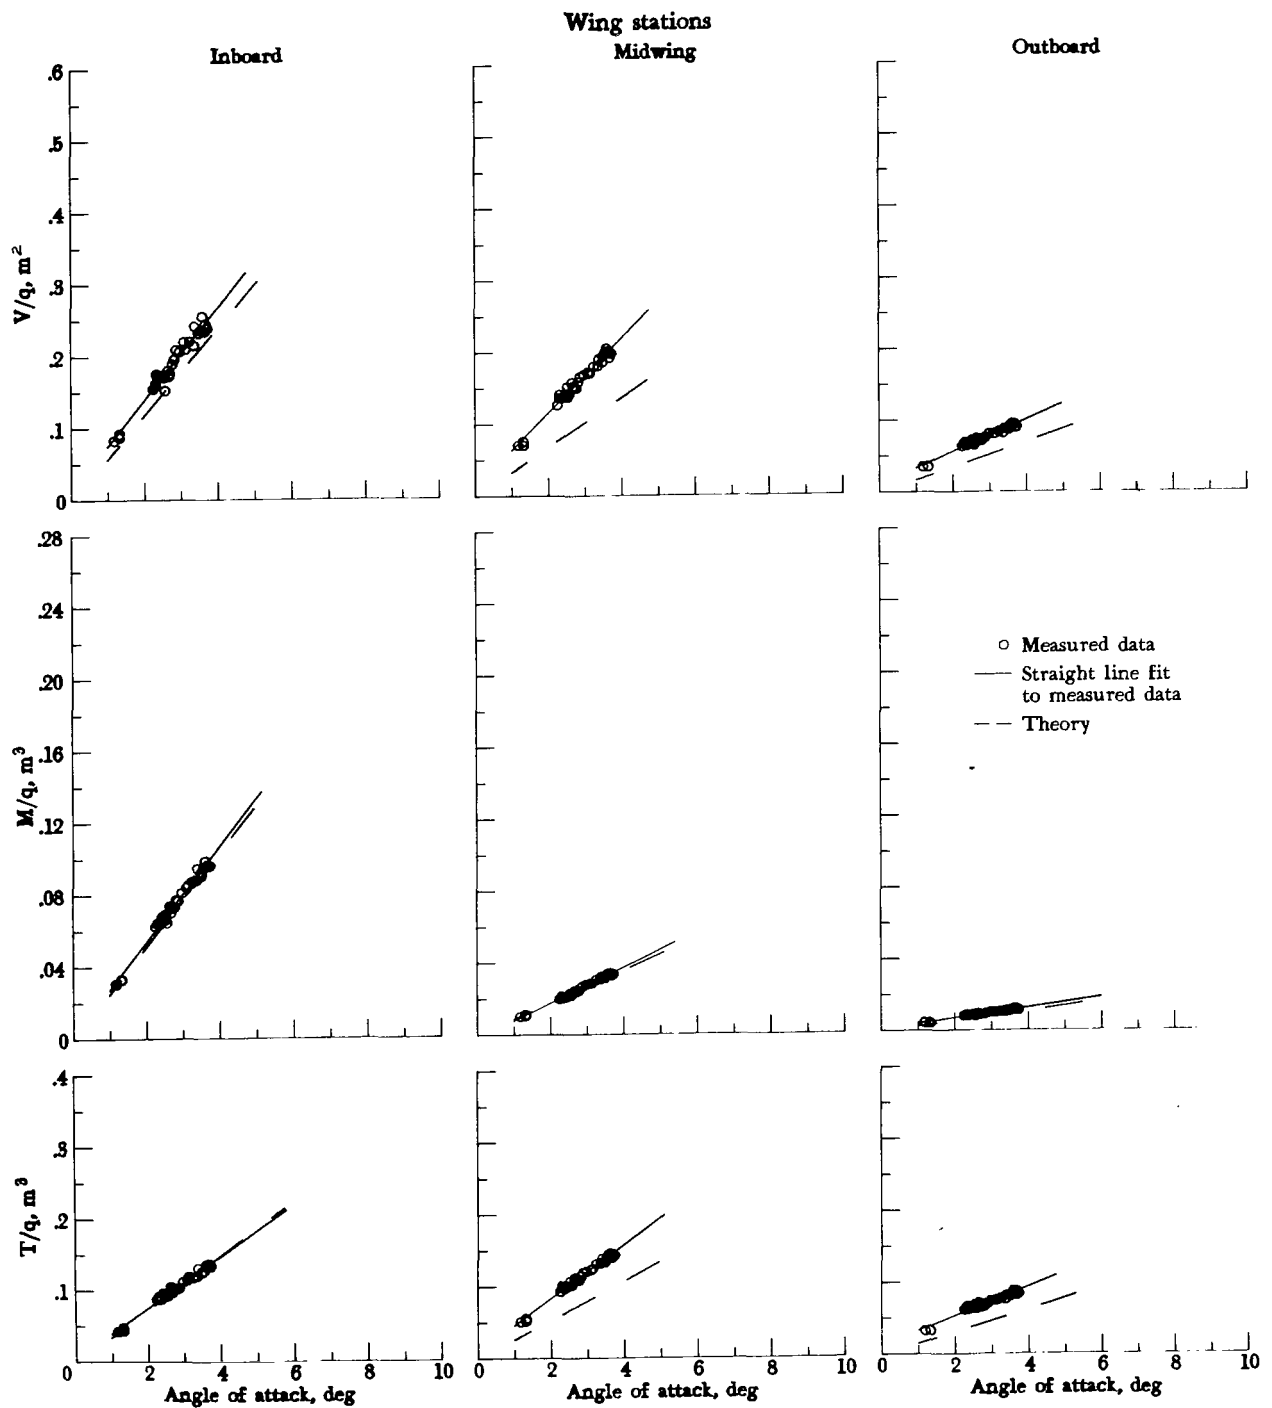 Wing stations
Inboard
Midwing
Outboard
.6
.5
.4
.3
.2
.1
0
V/q, m²
.28
.24
.20
.16
.12
.08
.04
0
M/q, m³
Measured data
Straight line fit
to measured data
Theory
.4
.3
.2
.1
T/q, m³
0 2 4 6 8 10
0 2 4 6 8 10
0 2 4 6 8 10
Angle of attack, deg
Angle of attack, deg
Angle of attack, deg